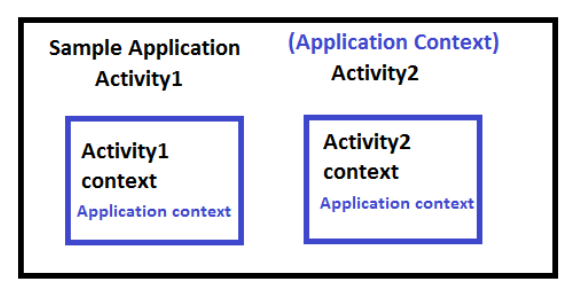 Sample Application
(Application Context)
Activity1
Activity2
Activity1
context
Application context
Activity2
context
Application context